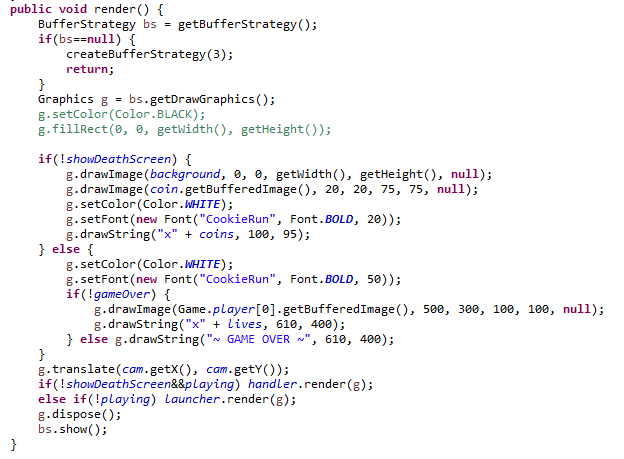 public void render() {
    BufferStrategy bs = getBufferStrategy();
    if(bs==null) {
        createBufferStrategy(3);
        return;
    }
    Graphics g = bs.getDrawGraphics();
    g.setColor(Color.BLACK);
    g.fillRect(0, 0, getWidth(), getHeight());

    if(!showDeathScreen) {
        g.drawImage(background, 0, 0, getWidth(), getHeight(), null);
        g.drawImage(coin.getBufferedImage(), 20, 20, 75, 75, null);
        g.setColor(Color.WHITE);
        g.setFont(new Font("CookieRun", Font.BOLD, 20));
        g.drawString("x" + coins, 100, 95);
    } else {
        g.setColor(Color.WHITE);
        g.setFont(new Font("CookieRun", Font.BOLD, 50));
        if(!gameOver) {
            g.drawImage(Game.player[0].getBufferedImage(), 500, 300, 100, 100, null);
            g.drawString("x" + lives, 610, 400);
        } else g.drawString("~ GAME OVER ~", 610, 400);
    }
    g.translate(cam.getX(), cam.getY());
    if(!showDeathScreen&&playing) handler.render(g);
    else if(!playing) launcher.render(g);
    g.dispose();
    bs.show();
}